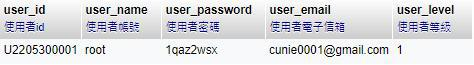 user_id user_name user_password user_email user_level
使用者id 使用者帳號 使用者密碼 使用者電子信箱 使用者等級
U2205300001 root 1qaz2wsx cunie0001@gmail.com 1